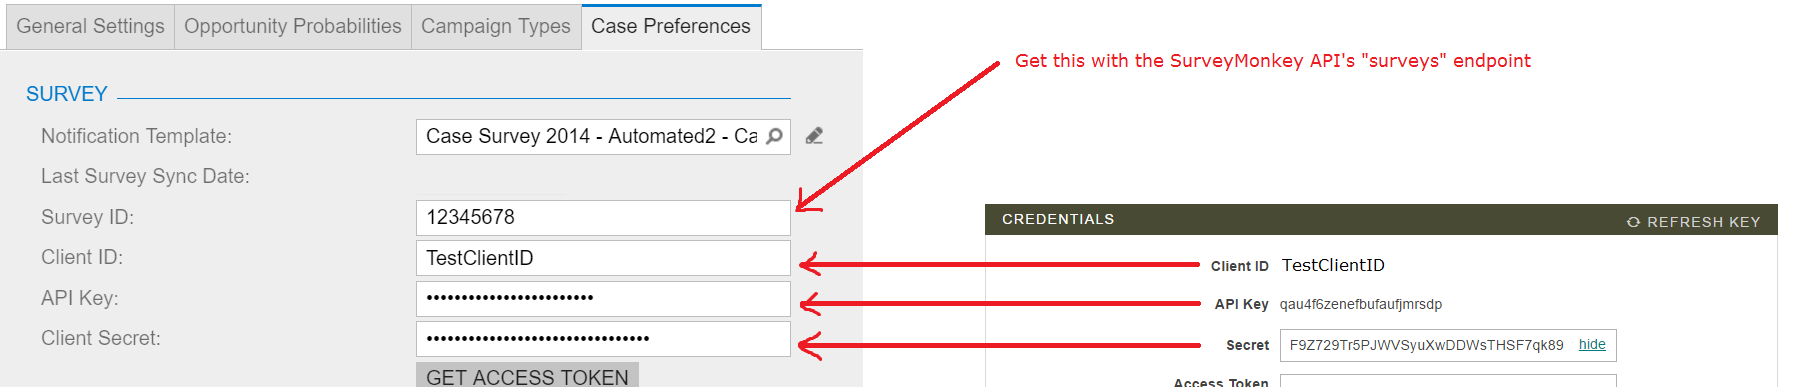 General Settings Opportunity Probabilities Campaign Types Case Preferences
Get this with the SurveyMonkey API's "surveys" endpoint
SURVEY
Notification Template: Case Survey 2014 - Automated2 - Ca
Last Survey Sync Date:
Survey ID: 12345678
Client ID: TestClientID
API Key: ••••••••••••••••••••••••
Client Secret: ••••••••••••••••••••••••••••••••
GET ACCESS TOKEN
CREDENTIALS REFRESH KEY
Client ID TestClientID
API Key qau4f6zenefbufaufjmrsdp
Secret F9Z729Tr5PJWVSyuXwDDWsTHSF7qk89 hide
Access Token